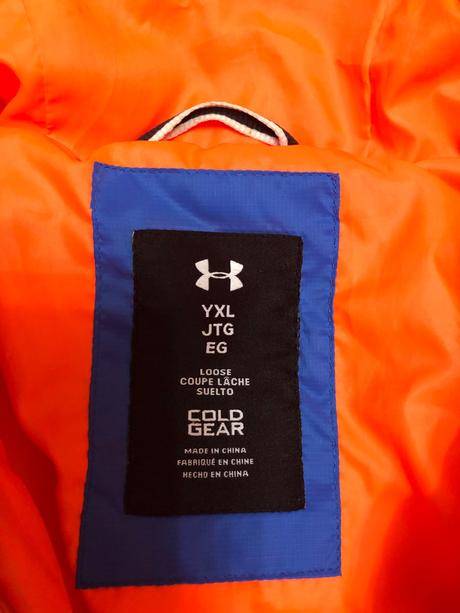 YXL
JTG
EG
LOOSE
COUPE LÂCHE
SUELTO
COLD
GEAR
MADE IN CHINA
FABRIQUÉ EN CHINE
HECHO EN CHINA